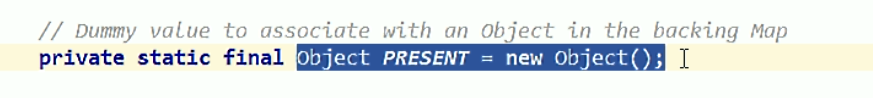 // Dummy value to associate with an Object in the backing Map
private static final Object PRESENT = new Object();